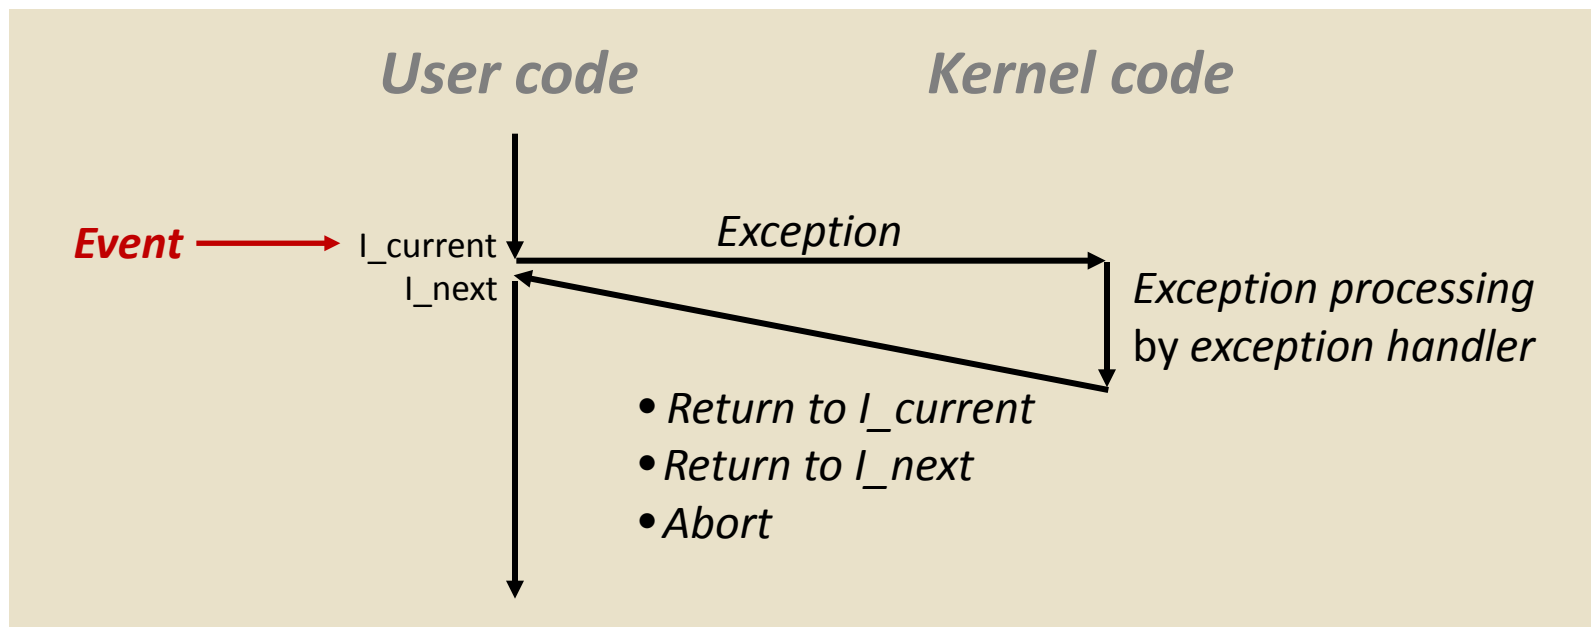 User code
Kernel code
Event
I_current
I_next
Exception
Exception processing
by exception handler
• Return to I_current
• Return to I_next
• Abort